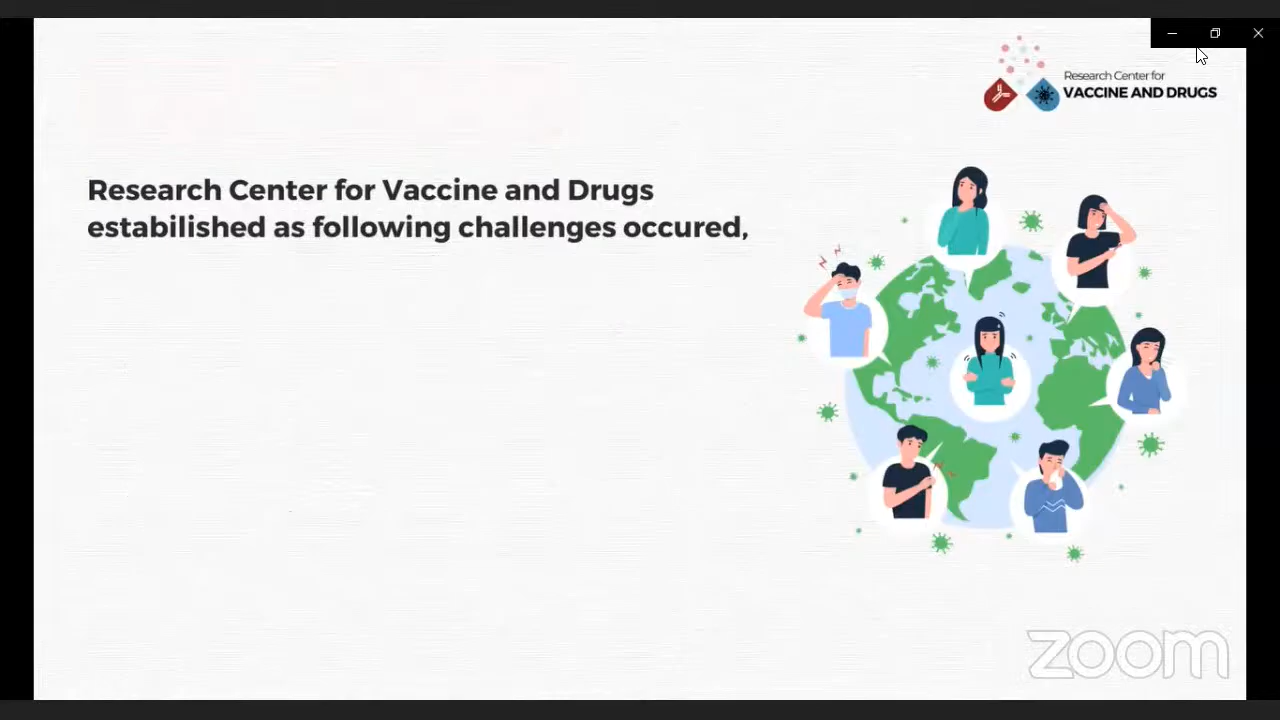 Research Center for
VACCINE AND DRUGS
Research Center for Vaccine and Drugs
estabilished as following challenges occured,
zoom